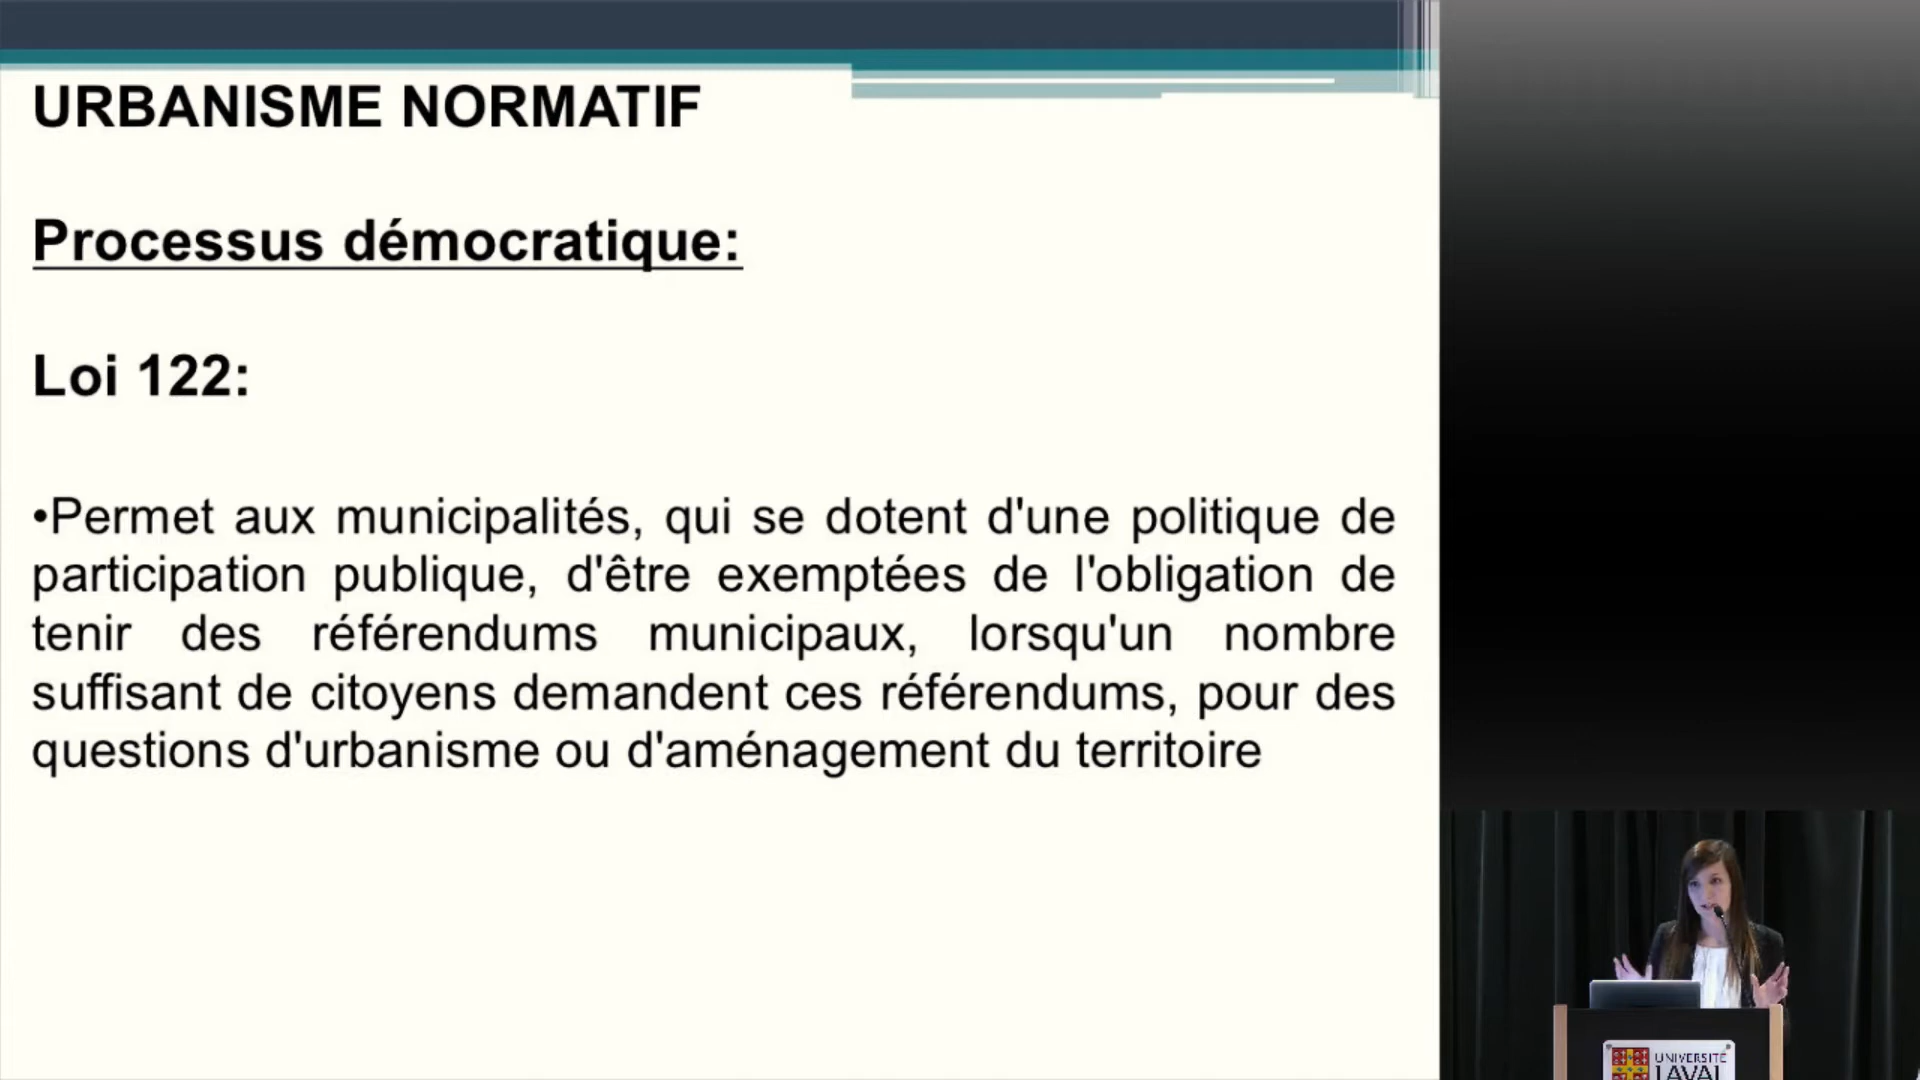 URBANISME NORMATIF
Processus démocratique:
Loi 122:
•Permet aux municipalités, qui se dotent d'une politique de
participation publique, d'être exemptées de l'obligation de
tenir des référendums municipaux, lorsqu'un nombre
suffisant de citoyens demandent ces référendums, pour des
questions d'urbanisme ou d'aménagement du territoire
UNIVERSITÉ
LAVAL